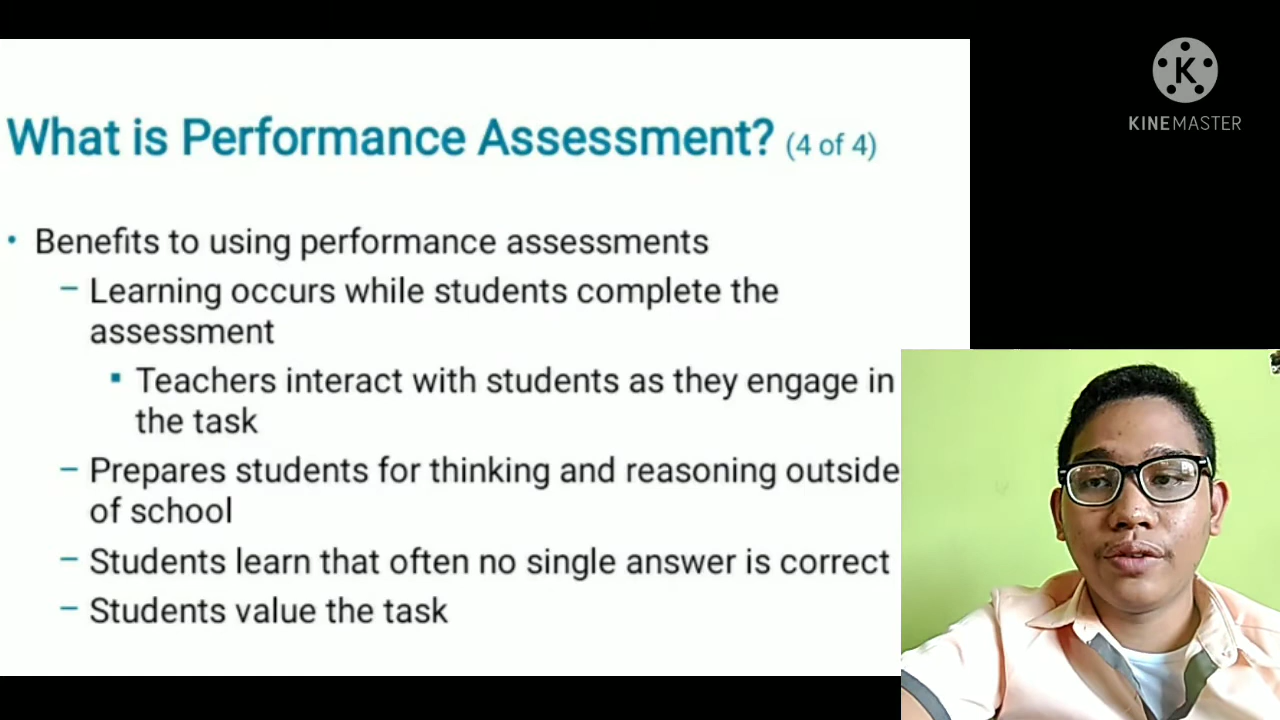 KINEMASTER
What is Performance Assessment? (4 of 4)
• Benefits to using performance assessments
– Learning occurs while students complete the
assessment
▪ Teachers interact with students as they engage in
the task
– Prepares students for thinking and reasoning outside
of school
– Students learn that often no single answer is correct
– Students value the task